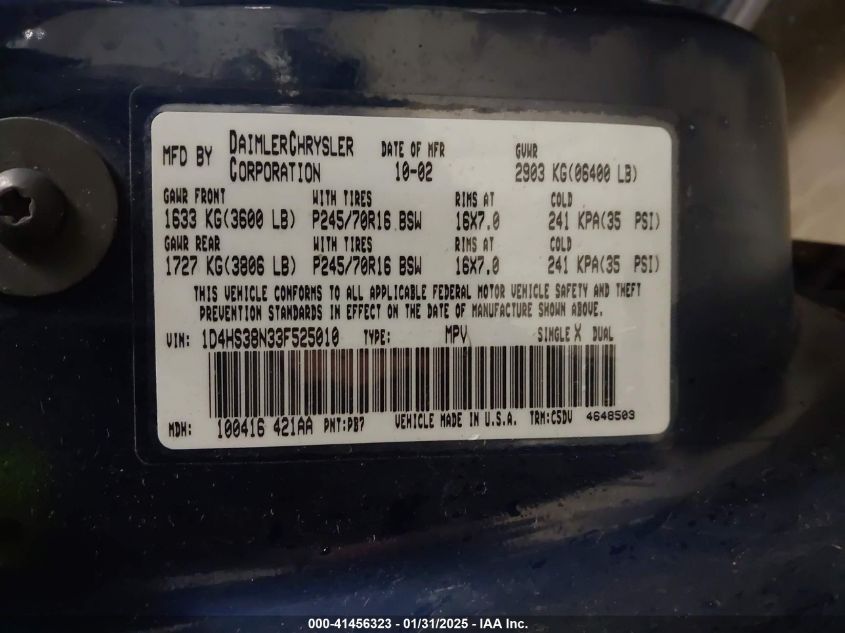 MFD BY DAIMLERCHRYSLER CORPORATION DATE OF MFR 10-02 GVWR 2903 KG(06400 LB)
GAWR FRONT WITH TIRES RIMS AT COLD
1633 KG(3600 LB) P245/70R16 BSW 16X7.0 241 KPA(35 PSI)
GAWR REAR WITH TIRES RIMS AT COLD
1727 KG(3806 LB) P245/70R16 BSW 16X7.0 241 KPA(35 PSI)
THIS VEHICLE CONFORMS TO ALL APPLICABLE FEDERAL MOTOR VEHICLE SAFETY AND THEFT
PREVENTION STANDARDS IN EFFECT ON THE DATE OF MANUFACTURE SHOWN ABOVE.
VIN: 1D4HS38N33F525010 TYPE: MPV SINGLE X DUAL
MDH: 100416 421AA PNT:PB7 VEHICLE MADE IN U.S.A. TRM:C5DV 4648503
000-41456323 - 01/31/2025 - IAA Inc.